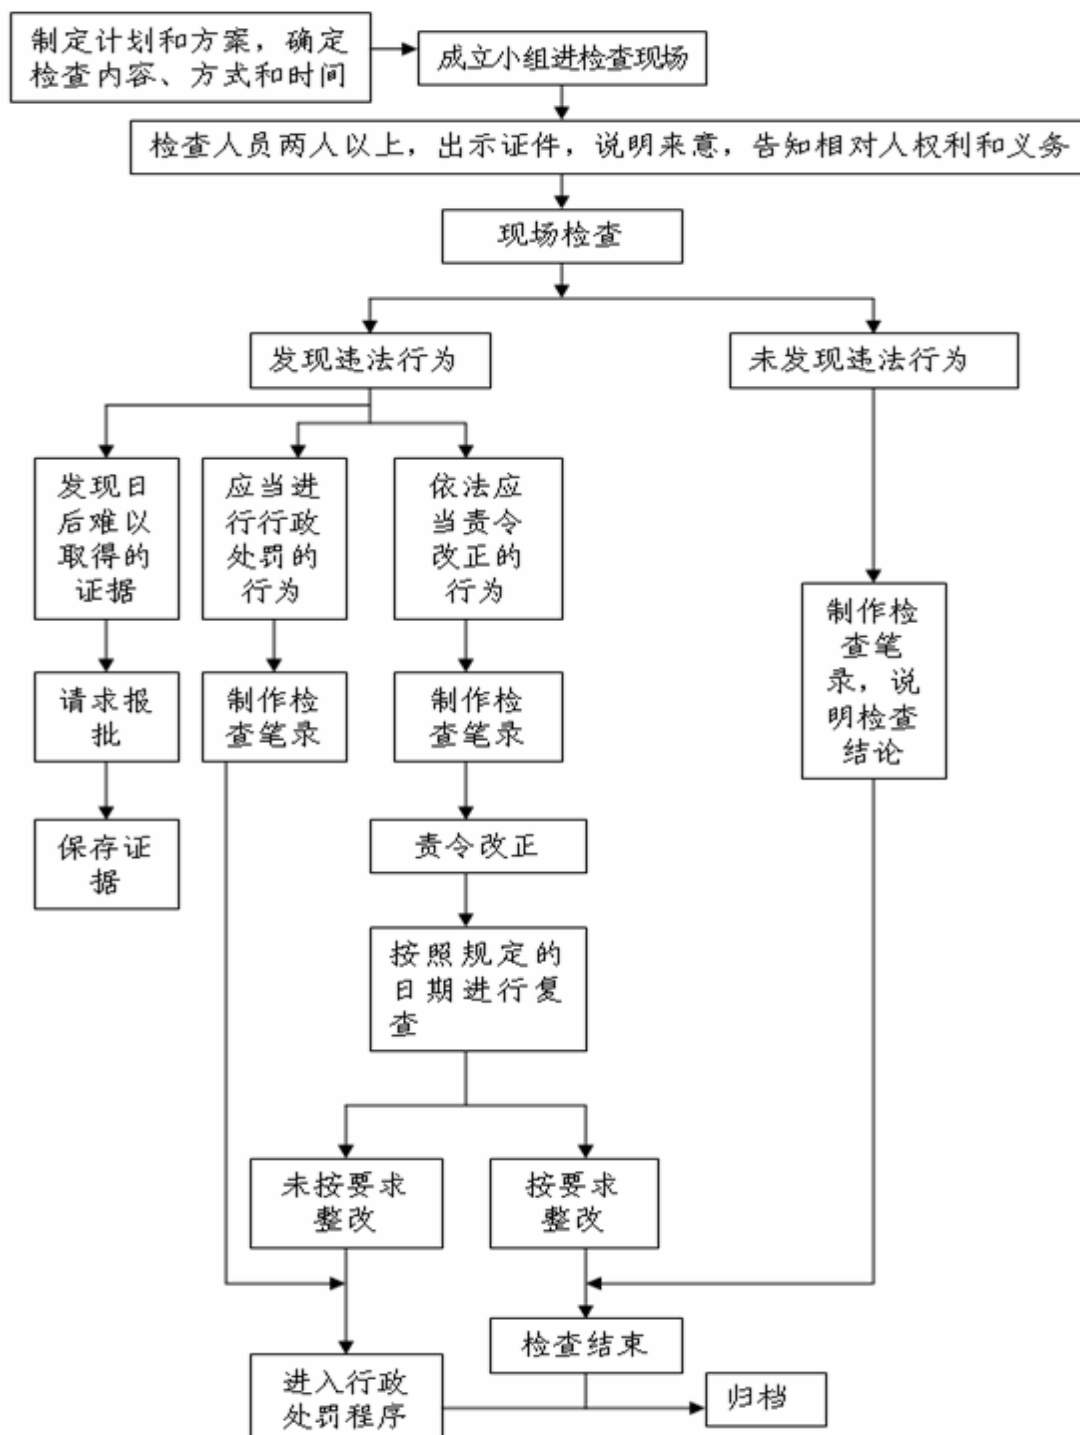 制定计划和方案，确定
检查内容、方式和时间
成立小组进检查现场
检查人员两人以上，出示证件，说明来意，告知相对人权利和义务
现场检查
发现违法行为
未发现违法行为
发现日
后难以
取得的
证据
应当进
行行政
处罚的
行为
依法应
当责令
改正的
行为
制作检
查笔
录，说
明检查
结论
请求报
批
制作检
查笔录
制作检
查笔录
保存证
据
责令改正
按照规定的
日期进行复
查
未按要求
整改
按要求
整改
检查结束
进入行政
处罚程序
归档